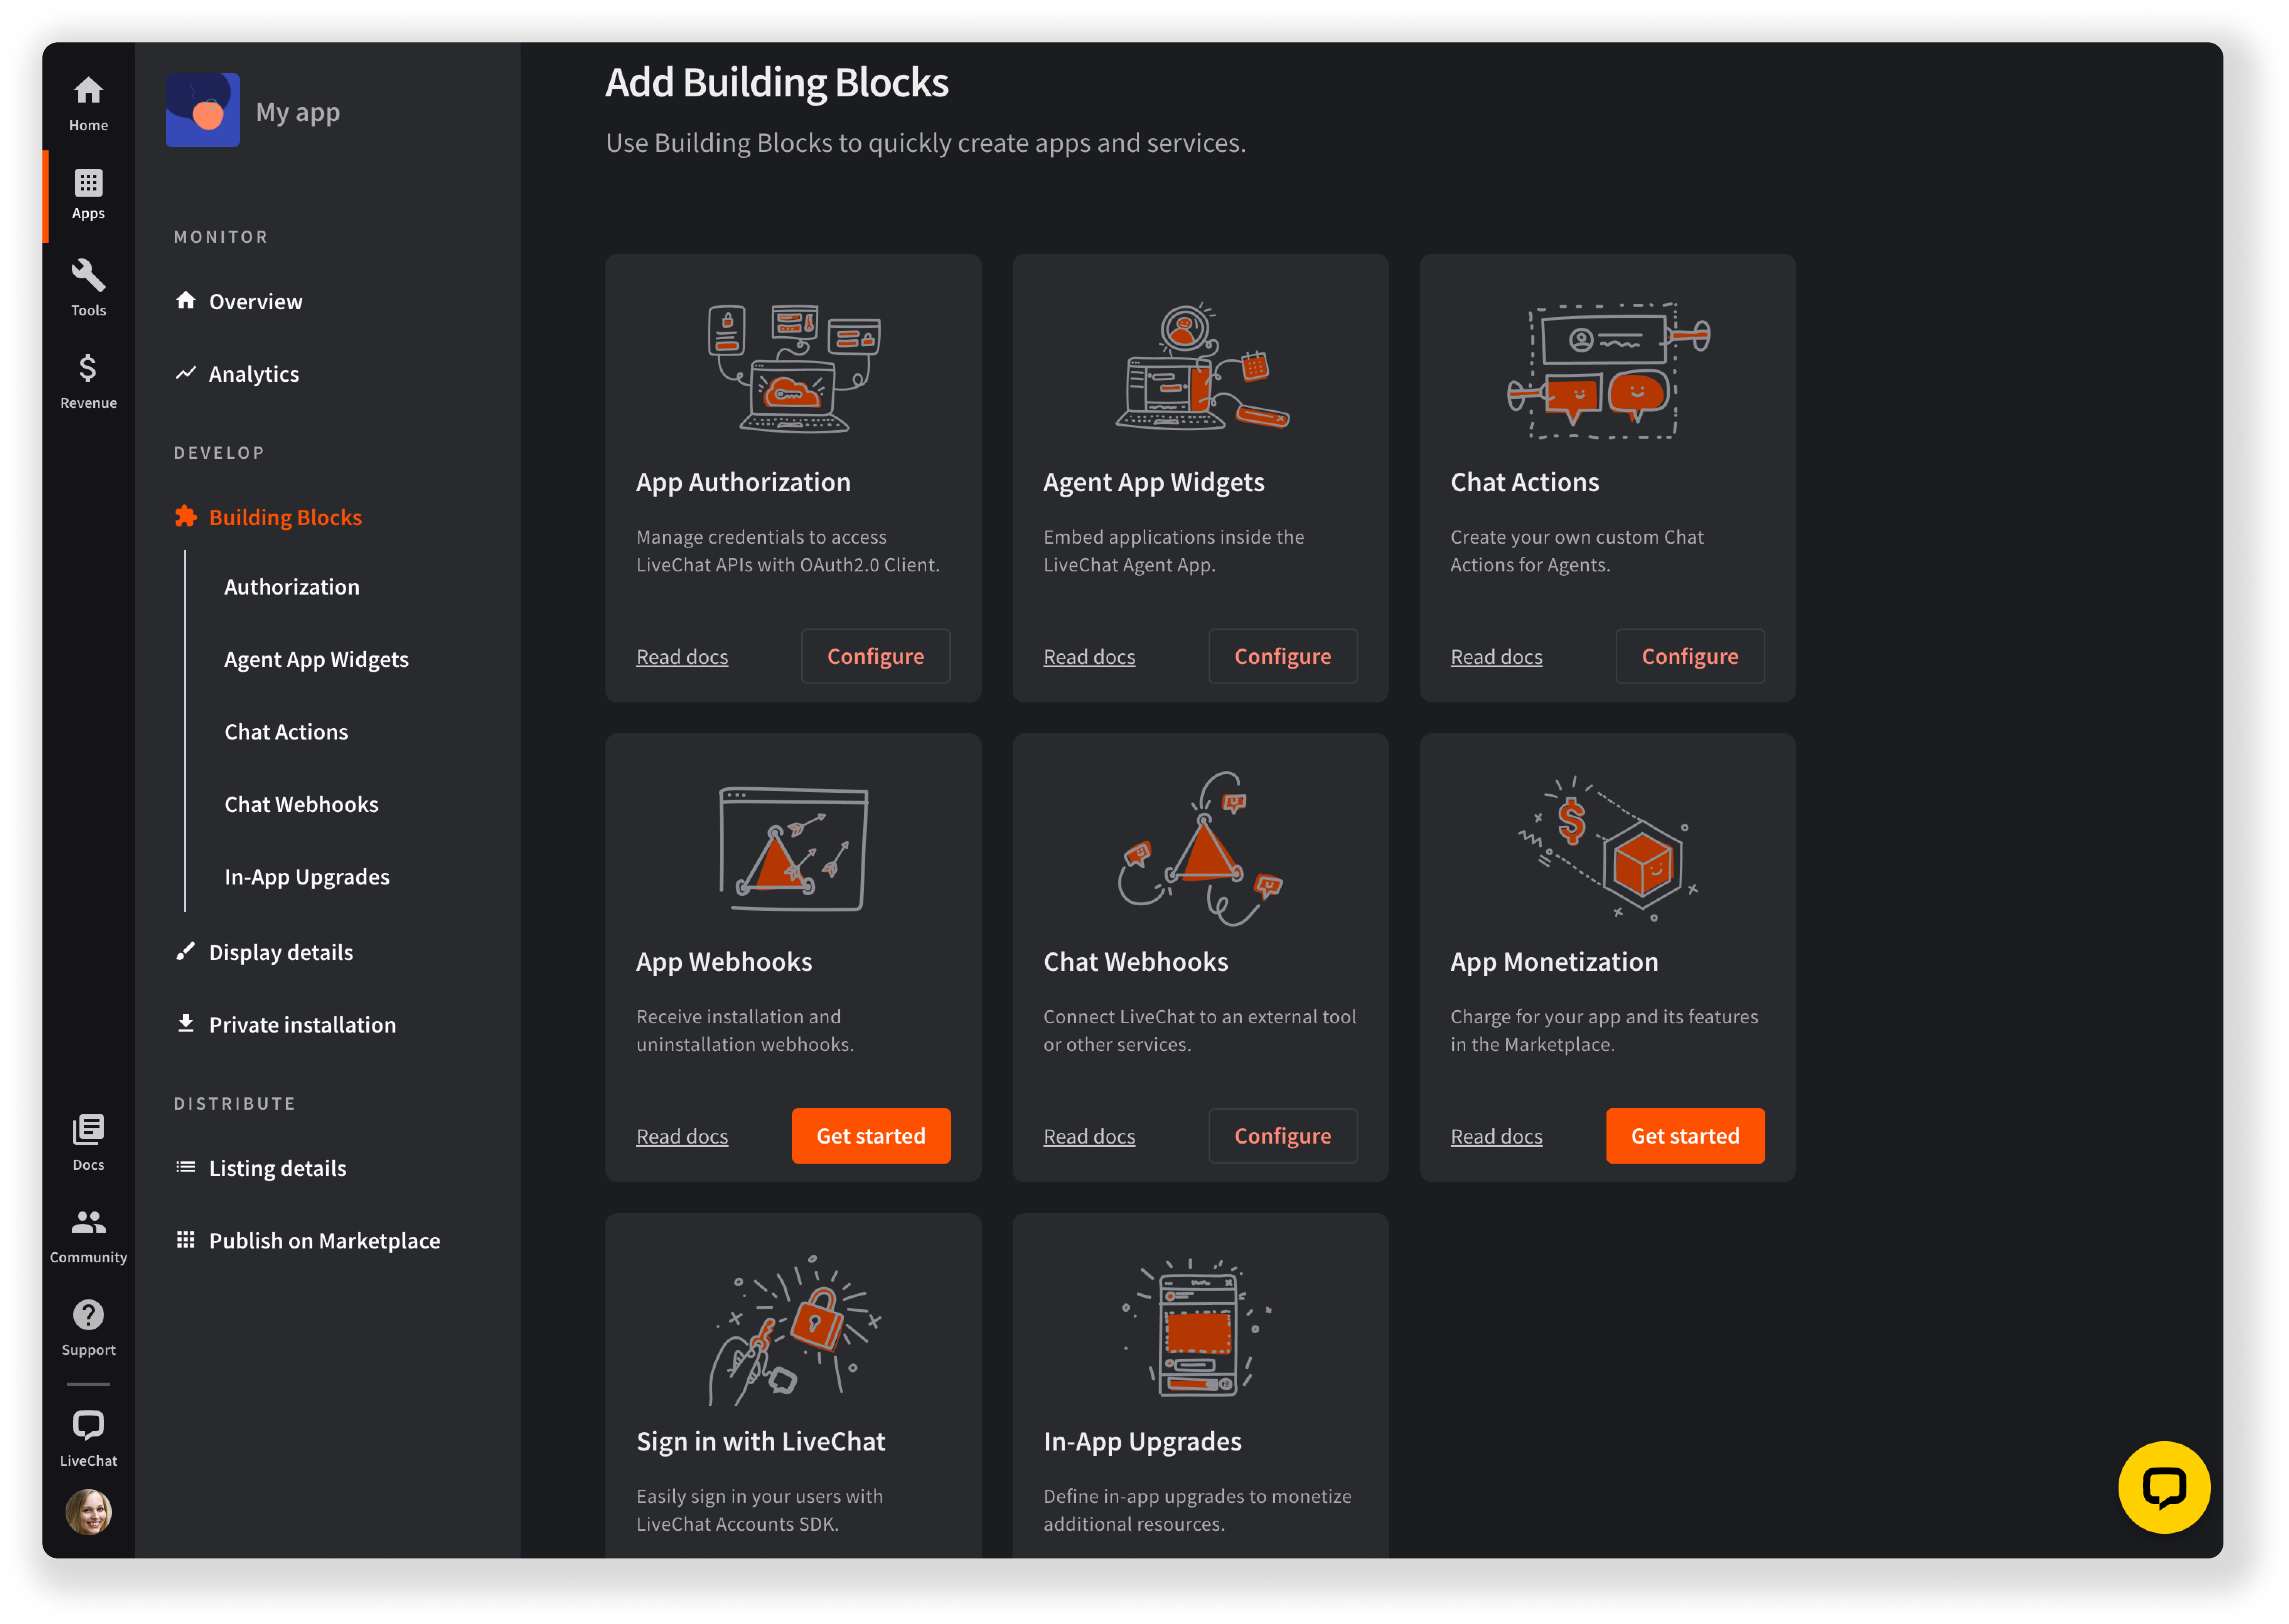 Home
Apps
Tools
Revenue
Docs
Community
Support
LiveChat
My app
MONITOR
Overview
Analytics
DEVELOP
Building Blocks
Authorization
Agent App Widgets
Chat Actions
Chat Webhooks
In-App Upgrades
Display details
Private installation
DISTRIBUTE
Listing details
Publish on Marketplace
Add Building Blocks
Use Building Blocks to quickly create apps and services.
App Authorization
Manage credentials to access
LiveChat APIs with OAuth2.0 Client.
Read docs
Configure
Agent App Widgets
Embed applications inside the
LiveChat Agent App.
Read docs
Configure
Chat Actions
Create your own custom Chat
Actions for Agents.
Read docs
Configure
App Webhooks
Receive installation and
uninstallation webhooks.
Read docs
Get started
Chat Webhooks
Connect LiveChat to an external tool
or other services.
Read docs
Configure
App Monetization
Charge for your app and its features
in the Marketplace.
Read docs
Get started
Sign in with LiveChat
Easily sign in your users with
LiveChat Accounts SDK.
In-App Upgrades
Define in-app upgrades to monetize
additional resources.